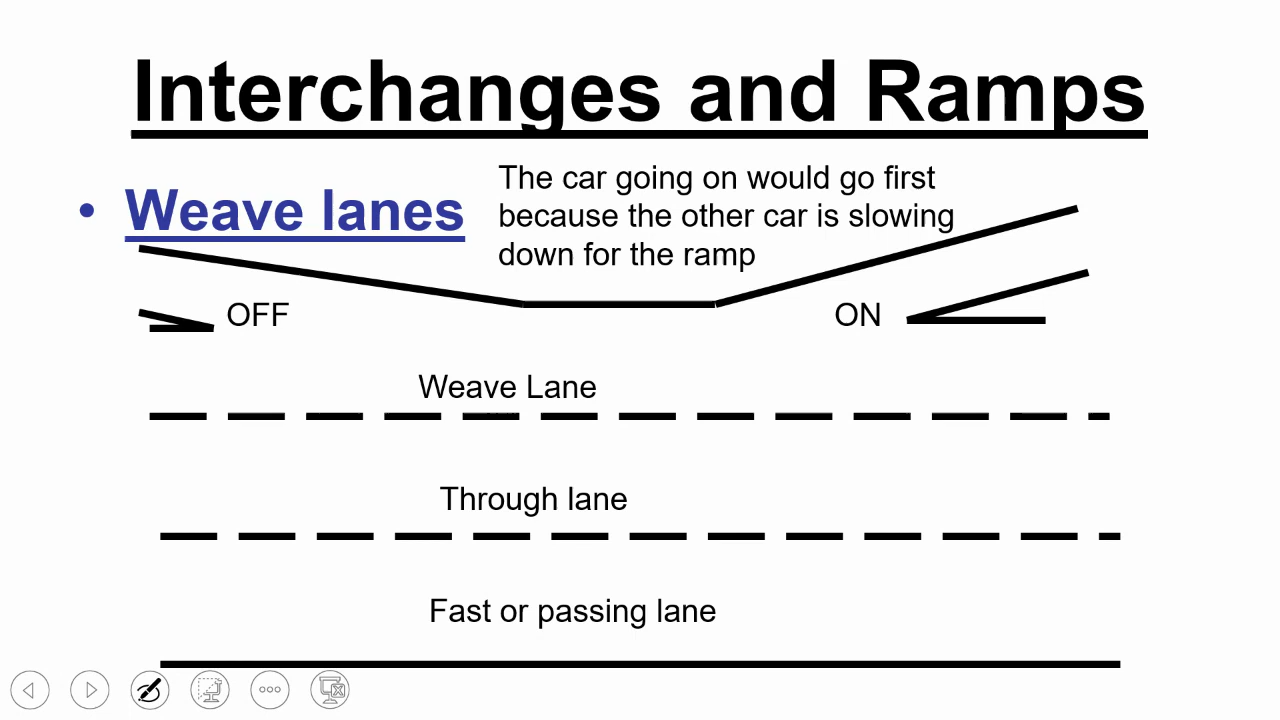 Interchanges and Ramps
• Weave lanes
The car going on would go first
because the other car is slowing
down for the ramp
OFF
ON
Weave Lane
Through lane
Fast or passing lane